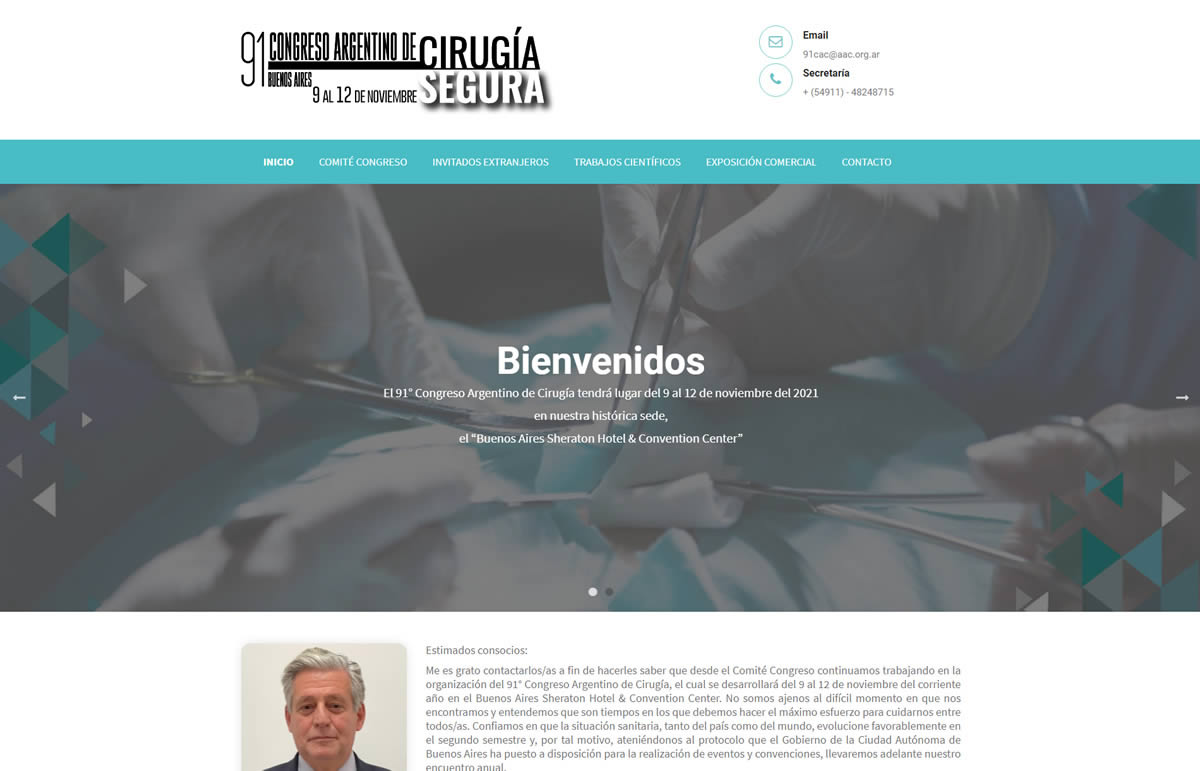 91 CONGRESO ARGENTINO DE CIRUGÍA
BUENOS AIRES
9 AL 12 DE NOVIEMBRE SEGURA
Email
91cac@aac.org.ar
Secretaría
+ (54911) - 48248715
INICIO COMITÉ CONGRESO INVITADOS EXTRANJEROS TRABAJOS CIENTÍFICOS EXPOSICIÓN COMERCIAL CONTACTO
Bienvenidos
El 91° Congreso Argentino de Cirugía tendrá lugar del 9 al 12 de noviembre del 2021
en nuestra histórica sede,
el “Buenos Aires Sheraton Hotel & Convention Center”
Estimados consocios:
Me es grato contactarlos/as a fin de hacerles saber que desde el Comité Congreso continuamos trabajando en la
organización del 91° Congreso Argentino de Cirugía, el cual se desarrollará del 9 al 12 de noviembre del corriente
año en el Buenos Aires Sheraton Hotel & Convention Center. No somos ajenos al difícil momento en que nos
encontramos y entendemos que son tiempos en los que debemos hacer el máximo esfuerzo para cuidarnos entre
todos/as. Confiamos en que la situación sanitaria, tanto del país como del mundo, evolucione favorablemente en
el segundo semestre y, por tal motivo, ateniéndonos al protocolo que el Gobierno de la Ciudad Autónoma de
Buenos Aires ha puesto a disposición para la realización de eventos y convenciones, llevaremos adelante nuestro
encuentro anual.